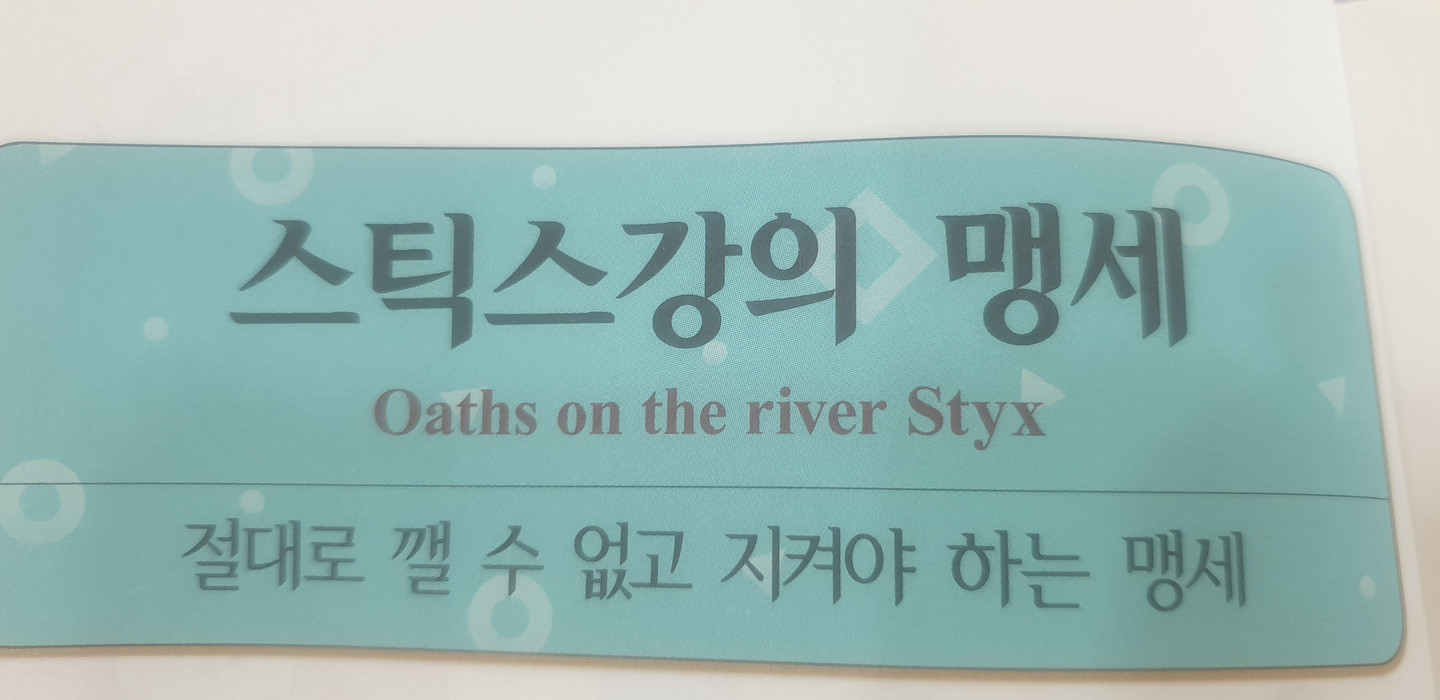 스틱스강의 맹세
Oaths on the river Styx
절대로 깰 수 없고 지켜야 하는 맹세